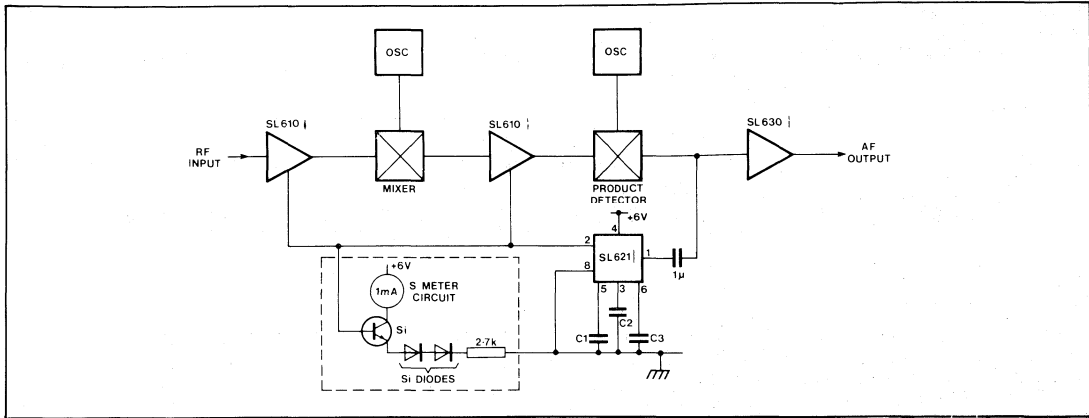 OSC
OSC
SL610
SL610
SL630
RF
INPUT
AF
OUTPUT
MIXER
PRODUCT
DETECTOR
+6V
4
2
SL621
1
8
1µ
5 3 6
+6V
1mA
S METER
CIRCUIT
Si
C2
C1
C3
2·7k
Si DIODES